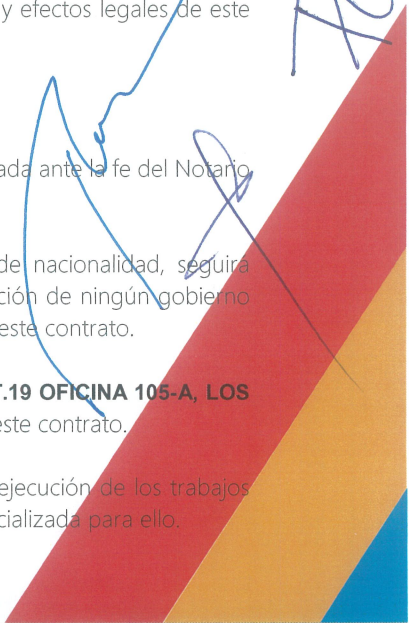 y efectos legales de este
ada ante la fe del Notario
de nacionalidad, seguirá
ción de ningún gobierno
este contrato.
T.19 OFICINA 105-A, LOS
este contrato.
ejecución de los trabajos
cializada para ello.